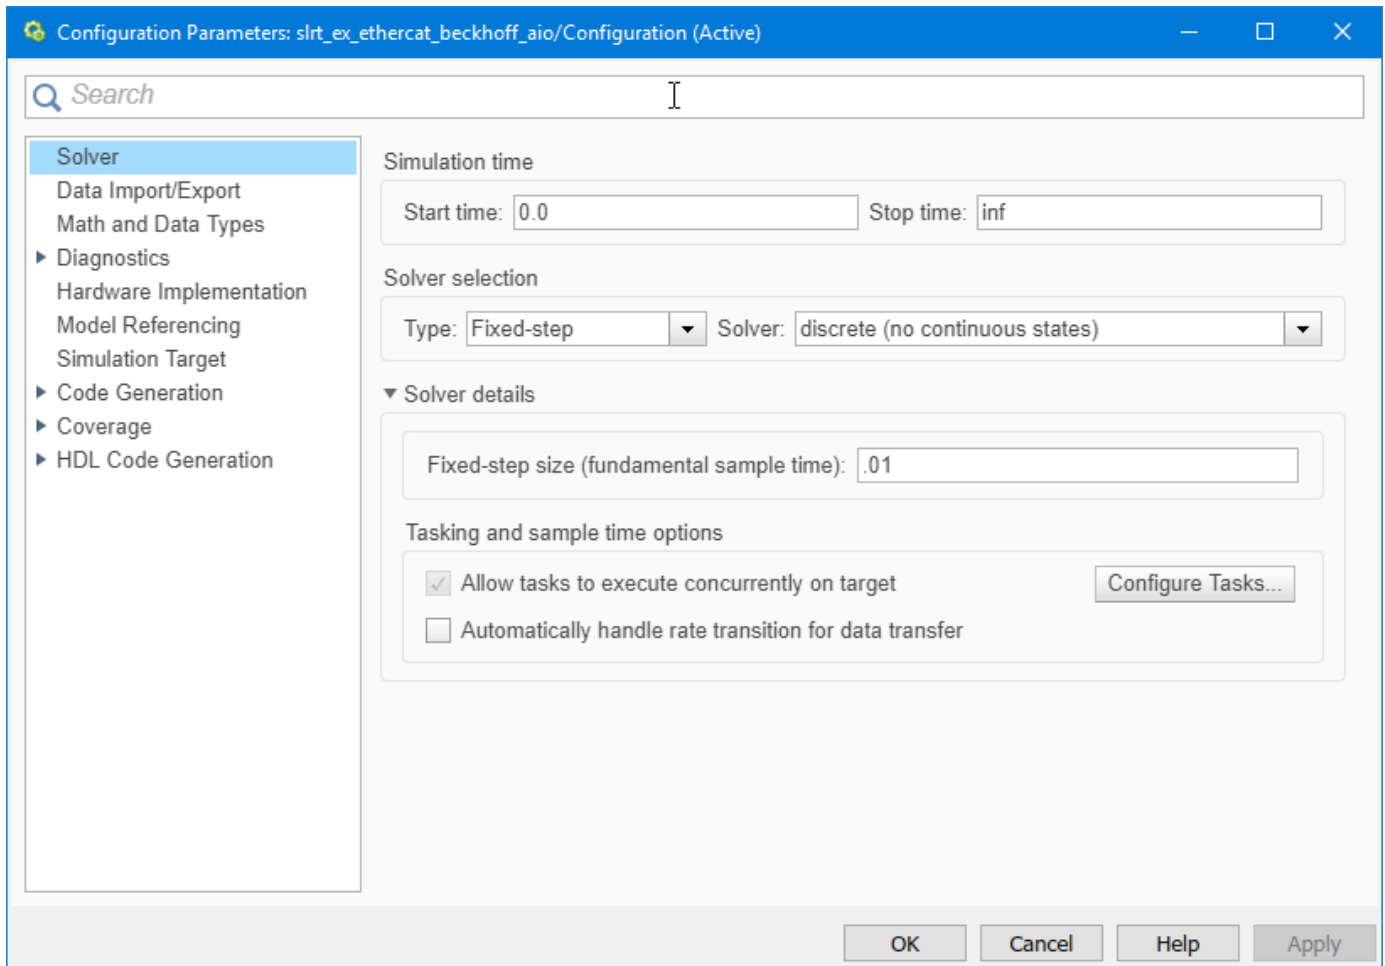 Configuration Parameters: slrt_ex_ethercat_beckhoff_aio/Configuration (Active)
Search
Solver
Data Import/Export
Math and Data Types
Diagnostics
Hardware Implementation
Model Referencing
Simulation Target
Code Generation
Coverage
HDL Code Generation
Simulation time
Start time: 0.0 Stop time: inf
Solver selection
Type: Fixed-step Solver: discrete (no continuous states)
Solver details
Fixed-step size (fundamental sample time): .01
Tasking and sample time options
Allow tasks to execute concurrently on target Configure Tasks...
Automatically handle rate transition for data transfer
OK Cancel Help Apply